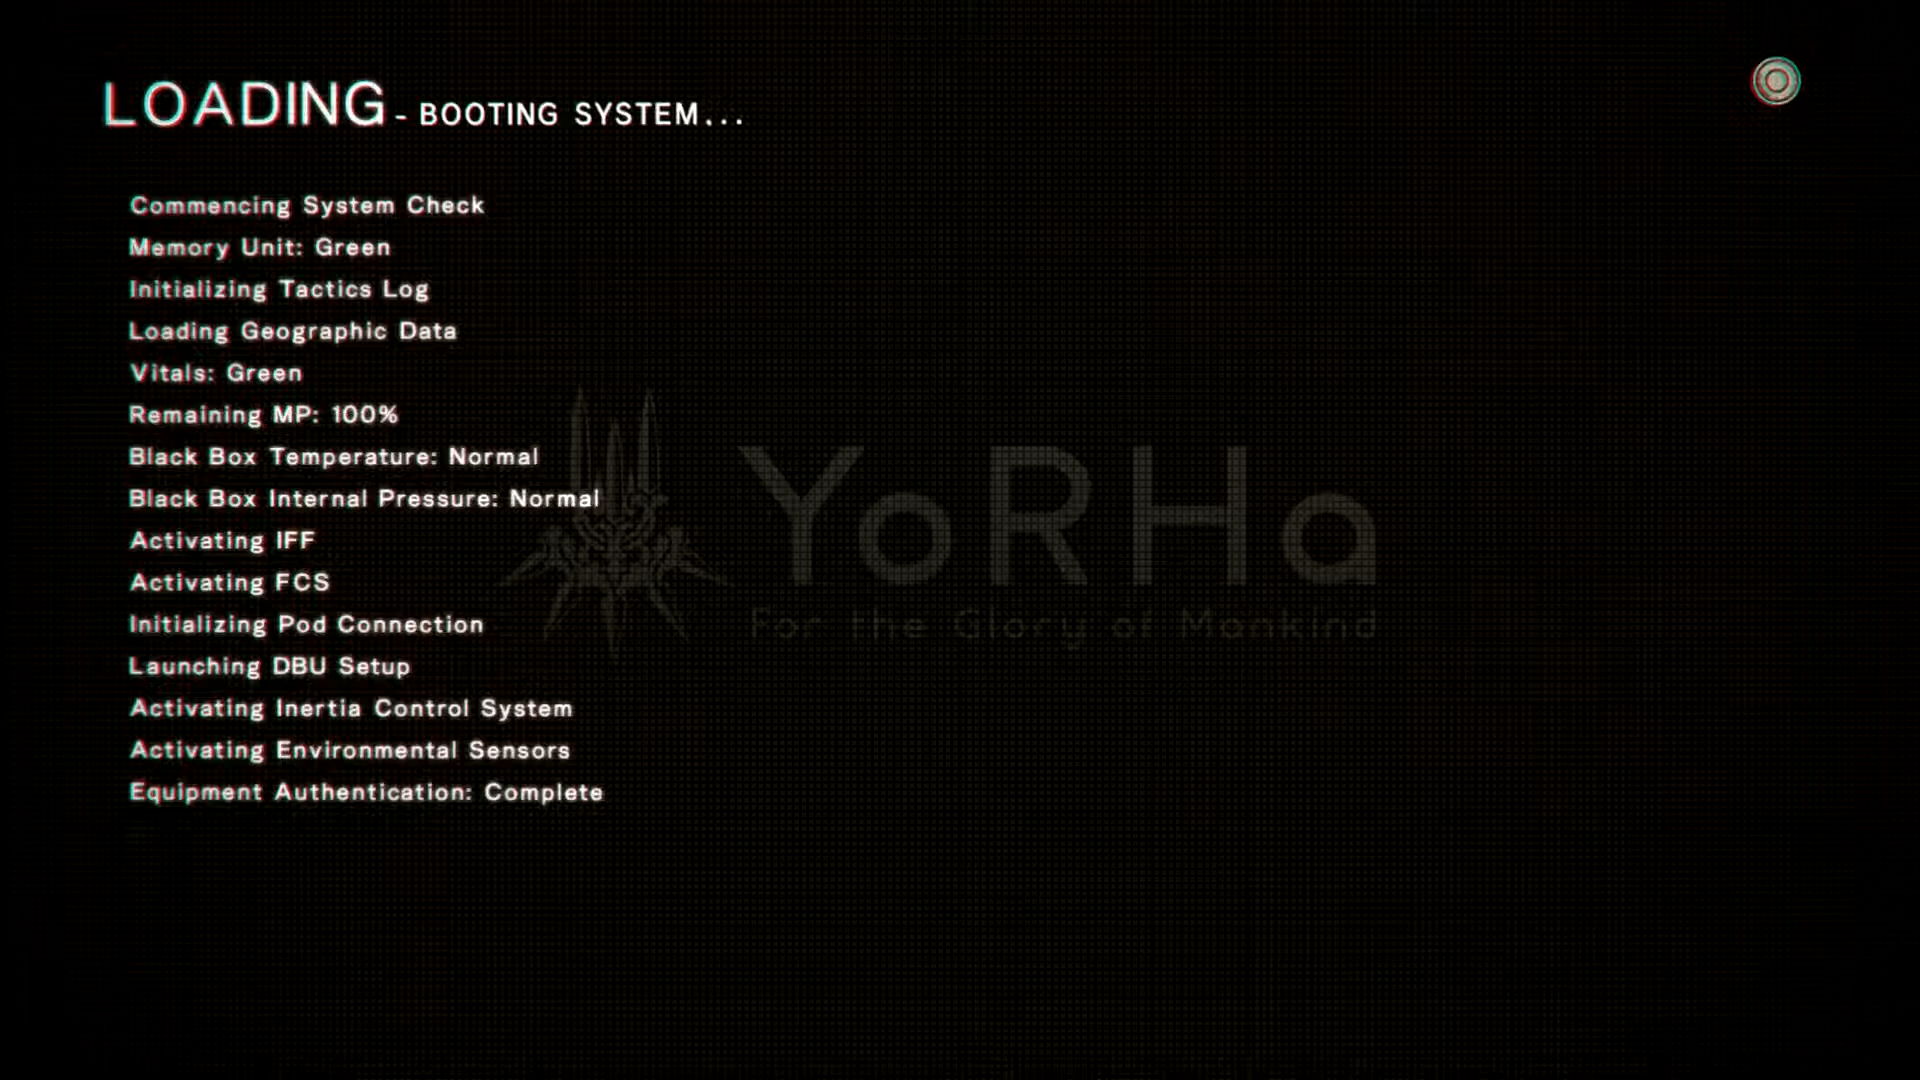 LOADING - BOOTING SYSTEM...
Commencing System Check
Memory Unit: Green
Initializing Tactics Log
Loading Geographic Data
Vitals: Green
Remaining MP: 100%
Black Box Temperature: Normal
Black Box Internal Pressure: Normal
Activating IFF
Activating FCS
Initializing Pod Connection
Launching DBU Setup
Activating Inertia Control System
Activating Environmental Sensors
Equipment Authentication: Complete
YoRHa
For the Glory of Mankind